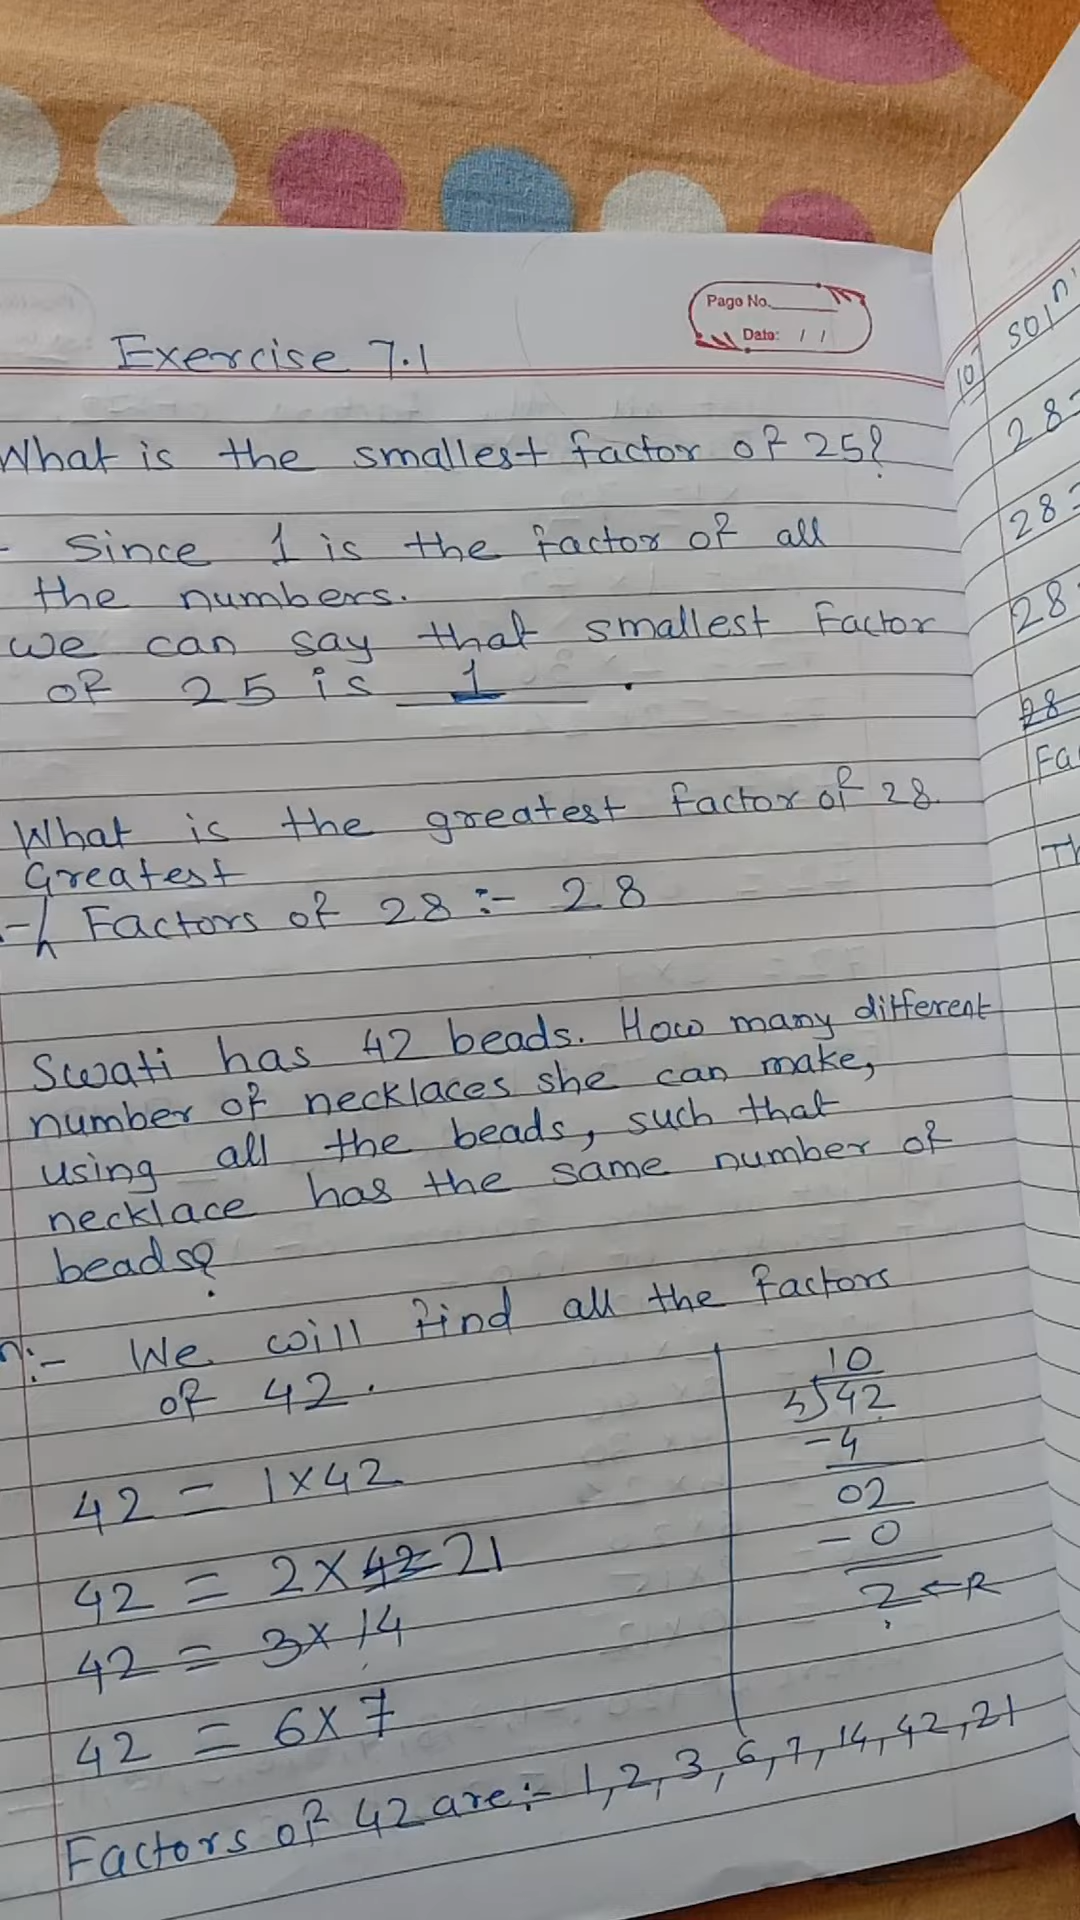 Page No.
Date: / /
Exercise 7.1
What is the smallest factor of 25?
- Since 1 is the factor of all
the numbers.
we can say that smallest Factor
of 25 is 1.
What is the greatest factor of 28.
Greatest
:- Factors of 28 :- 28
Swati has 42 beads. How many different
number of necklaces she can make,
using all the beads, such that
necklace has the same number of
beads?
n:- We will find all the factors
of 42.
42 = 1 x 42
42 = 2 x 42 21
42 = 3 x 14
42 = 6 x 7
10
42
-4
02
- 0
2 ← R
Factors of 42 are :- 1, 2, 3, 6, 7, 14, 42, 21
10) soln
28 =
28 =
28
28
Fa
Th